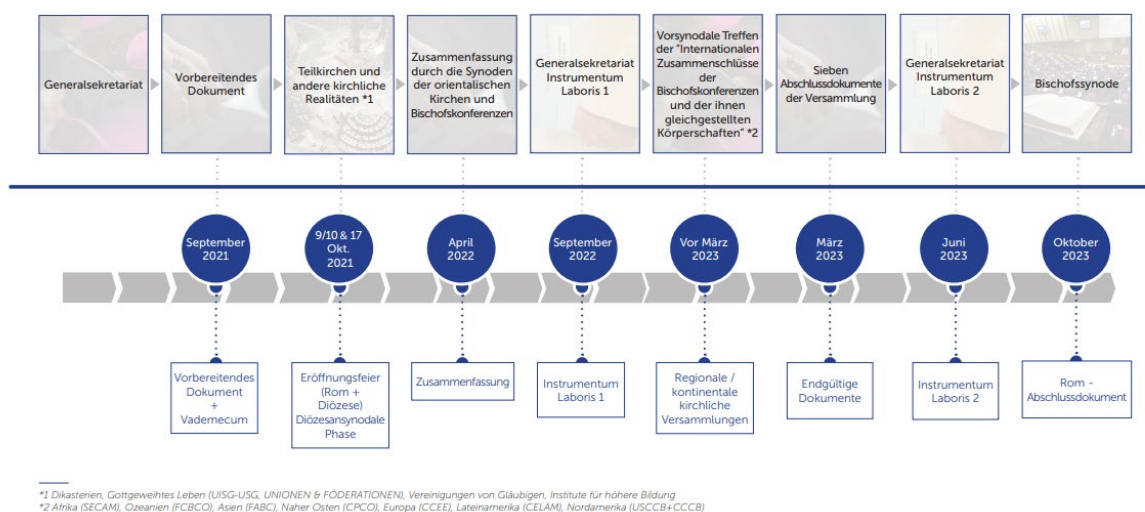 Generalsekretariat
Vorbereitendes
Dokument
Teilkirchen und
andere kirchliche
Realitäten *1
Zusammenfassung
durch die Synoden
der orientalischen
Kirchen und
Bischofskonferenzen
Generalsekretariat
Instrumentum
Laboris 1
Vorsynodale Treffen
der "Internationalen
Zusammenschlüsse
der
Bischofskonferenzen
und der ihnen
gleichgestellten
Körperschaften" *2
Sieben
Abschlussdokumente
der Versammlung
Generalsekretariat
Instrumentum
Laboris 2
Bischofssynode
September
2021
9/10 & 17
Okt.
2021
April
2022
September
2022
Vor März
2023
März
2023
Juni
2023
Oktober
2023
Vorbereitendes
Dokument
+
Vademecum
Eröffnungsfeier
(Rom +
Diözese)
Diözesansynodale
Phase
Zusammenfassung
Instrumentum
Laboris 1
Regionale /
kontinentale
kirchliche
Versammlungen
Endgültige
Dokumente
Instrumentum
Laboris 2
Rom -
Abschlussdokument
*1 Dikasterien, Gottgeweihtes Leben (UISG-USG, UNIONEN & FÖDERATIONEN), Vereinigungen von Gläubigen, Institute für höhere Bildung
*2 Afrika (SECAM), Ozeanien (FCBCO), Asien (FABC), Naher Osten (CPCO), Europa (CCEE), Lateinamerika (CELAM), Nordamerika (USCCB+CCCB)